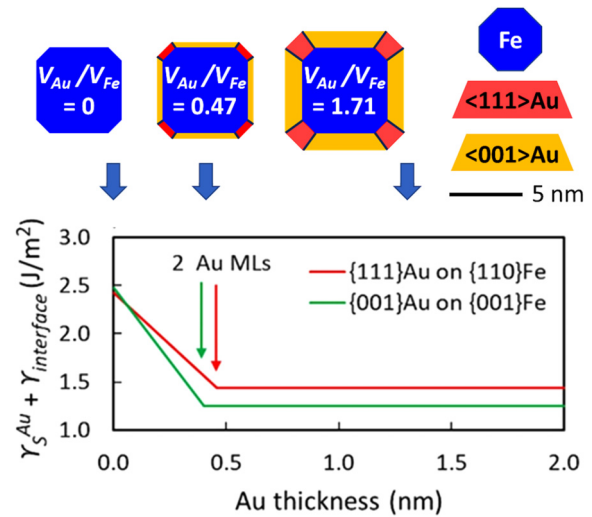 V_Au /V_Fe
= 0
V_Au /V_Fe
= 0.47
V_Au /V_Fe
= 1.71
Fe
<111>Au
<001>Au
5 nm
3.0
2.5
2.0
1.5
1.0
ϒ_S^Au + ϒ_interface (J/m²)
2 Au MLs
{111}Au on {110}Fe
{001}Au on {001}Fe
0.0
0.5
1.0
1.5
2.0
Au thickness (nm)